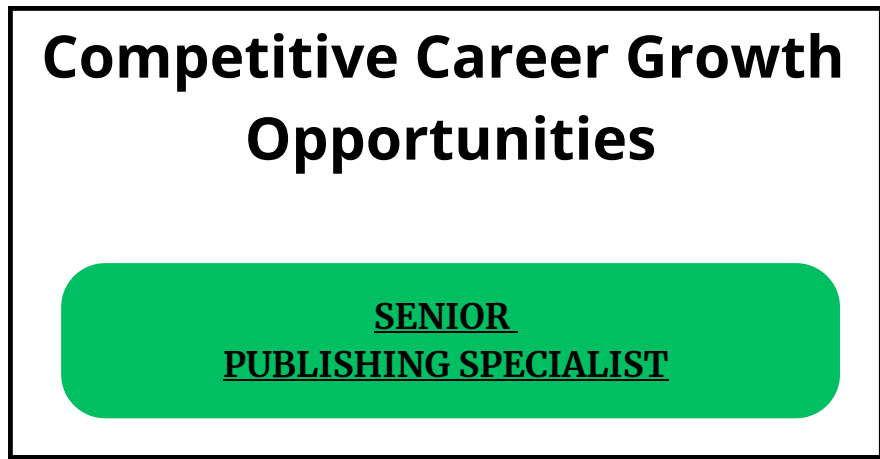 Competitive Career Growth
Opportunities
SENIOR
PUBLISHING SPECIALIST